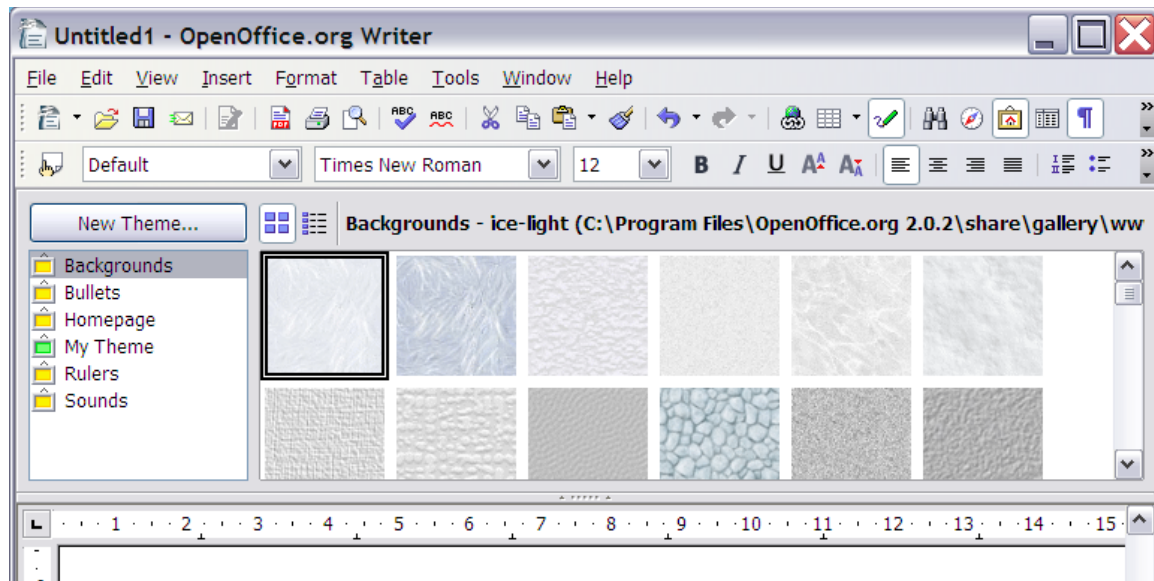 Untitled1 - OpenOffice.org Writer
File Edit View Insert Format Table Tools Window Help
Default Times New Roman 12 B I U
New Theme... Backgrounds - ice-light (C:\Program Files\OpenOffice.org 2.0.2\share\gallery\ww
Backgrounds
Bullets
Homepage
My Theme
Rulers
Sounds
1 2 3 4 5 6 7 8 9 10 11 12 13 14 15